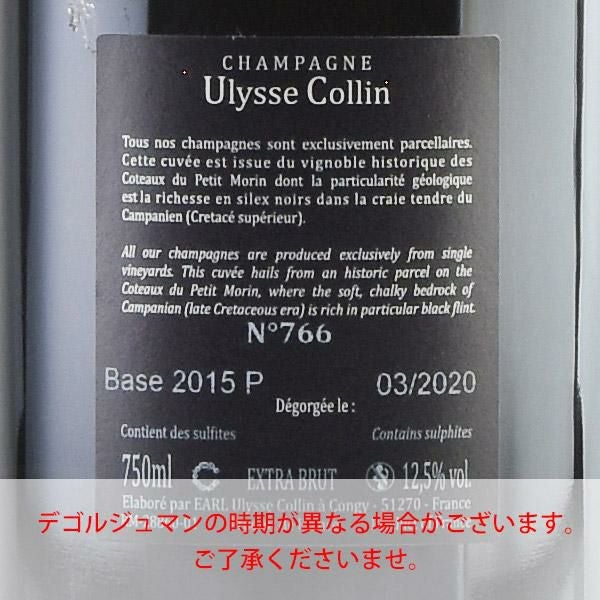 CHAMPAGNE
Ulysse Collin
Tous nos champagnes sont exclusivement parcellaires.
Cette cuvée est issue du vignoble historique des
Coteaux du Petit Morin dont la particularité géologique
est la richesse en silex noirs dans la craie tendre du
Campanien (Cretacé supérieur).
All our champagnes are produced exclusively from single
vineyards. This cuvée hails from an historic parcel on the
Coteaux du Petit Morin, where the soft, chalky bedrock of
Campanian (late Cretaceous era) is rich in particular black flint.
N°766
Base 2015 P 03/2020
Dégorgée le :
Contient des sulfites Contains sulphites
750ml EXTRA BRUT 12,5% vol.
Elaboré par EARL Ulysse Collin à Congy - 51270 - France
デゴルジュマンの時期が異なる場合がございます。
ご了承くださいませ。